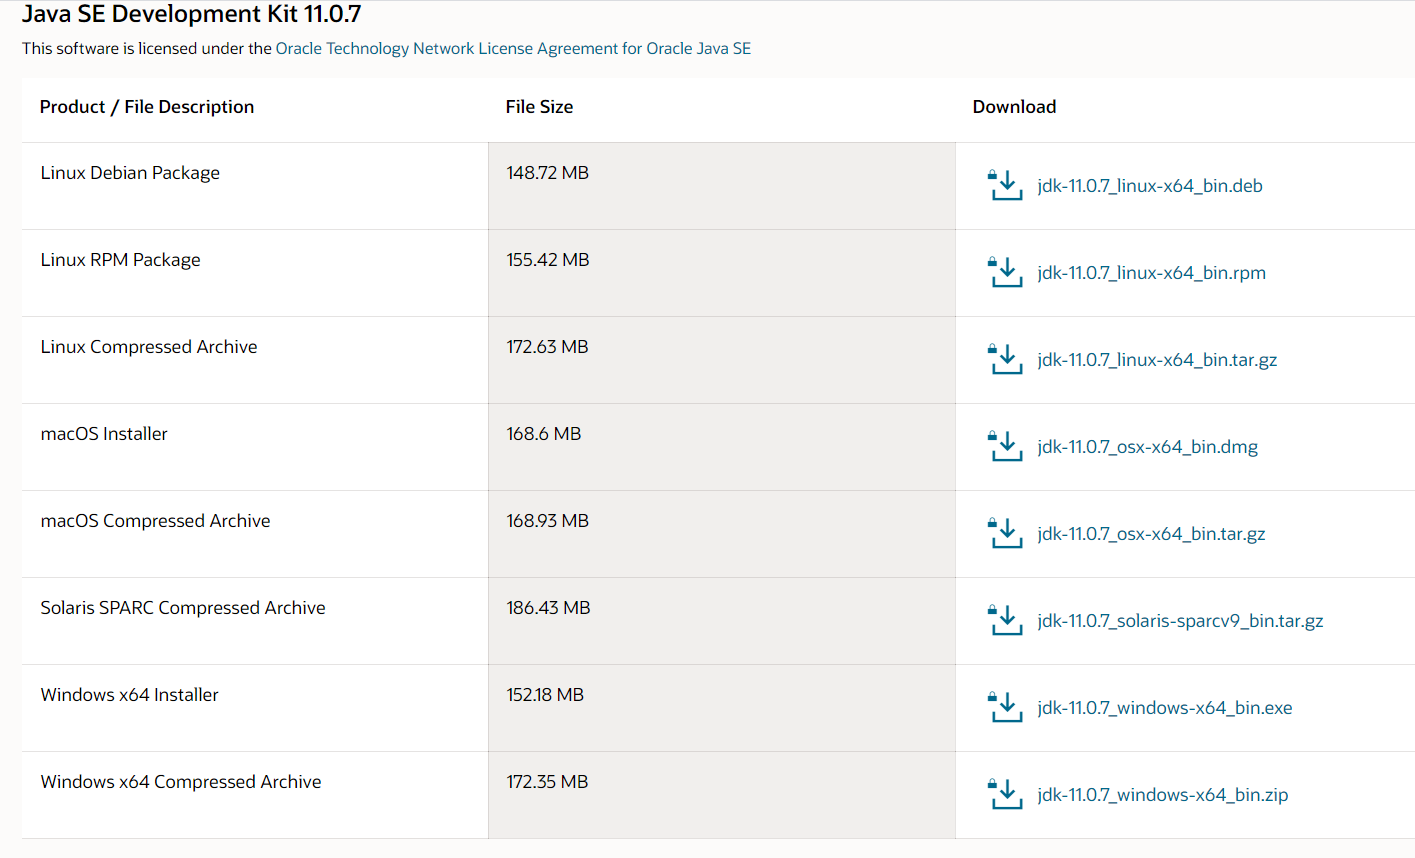 Java SE Development Kit 11.0.7
This software is licensed under the Oracle Technology Network License Agreement for Oracle Java SE
Product / File Description File Size Download
Linux Debian Package 148.72 MB jdk-11.0.7_linux-x64_bin.deb
Linux RPM Package 155.42 MB jdk-11.0.7_linux-x64_bin.rpm
Linux Compressed Archive 172.63 MB jdk-11.0.7_linux-x64_bin.tar.gz
macOS Installer 168.6 MB jdk-11.0.7_osx-x64_bin.dmg
macOS Compressed Archive 168.93 MB jdk-11.0.7_osx-x64_bin.tar.gz
Solaris SPARC Compressed Archive 186.43 MB jdk-11.0.7_solaris-sparcv9_bin.tar.gz
Windows x64 Installer 152.18 MB jdk-11.0.7_windows-x64_bin.exe
Windows x64 Compressed Archive 172.35 MB jdk-11.0.7_windows-x64_bin.zip